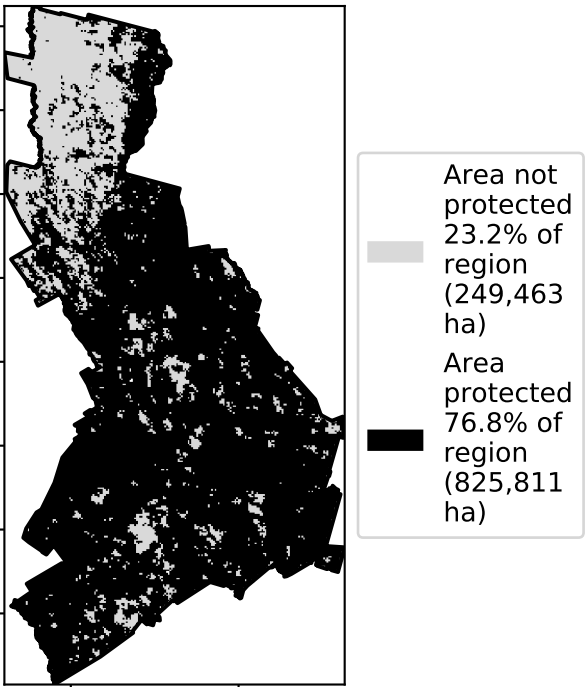 Area not
protected
23.2% of
region
(249,463
ha)
Area
protected
76.8% of
region
(825,811
ha)